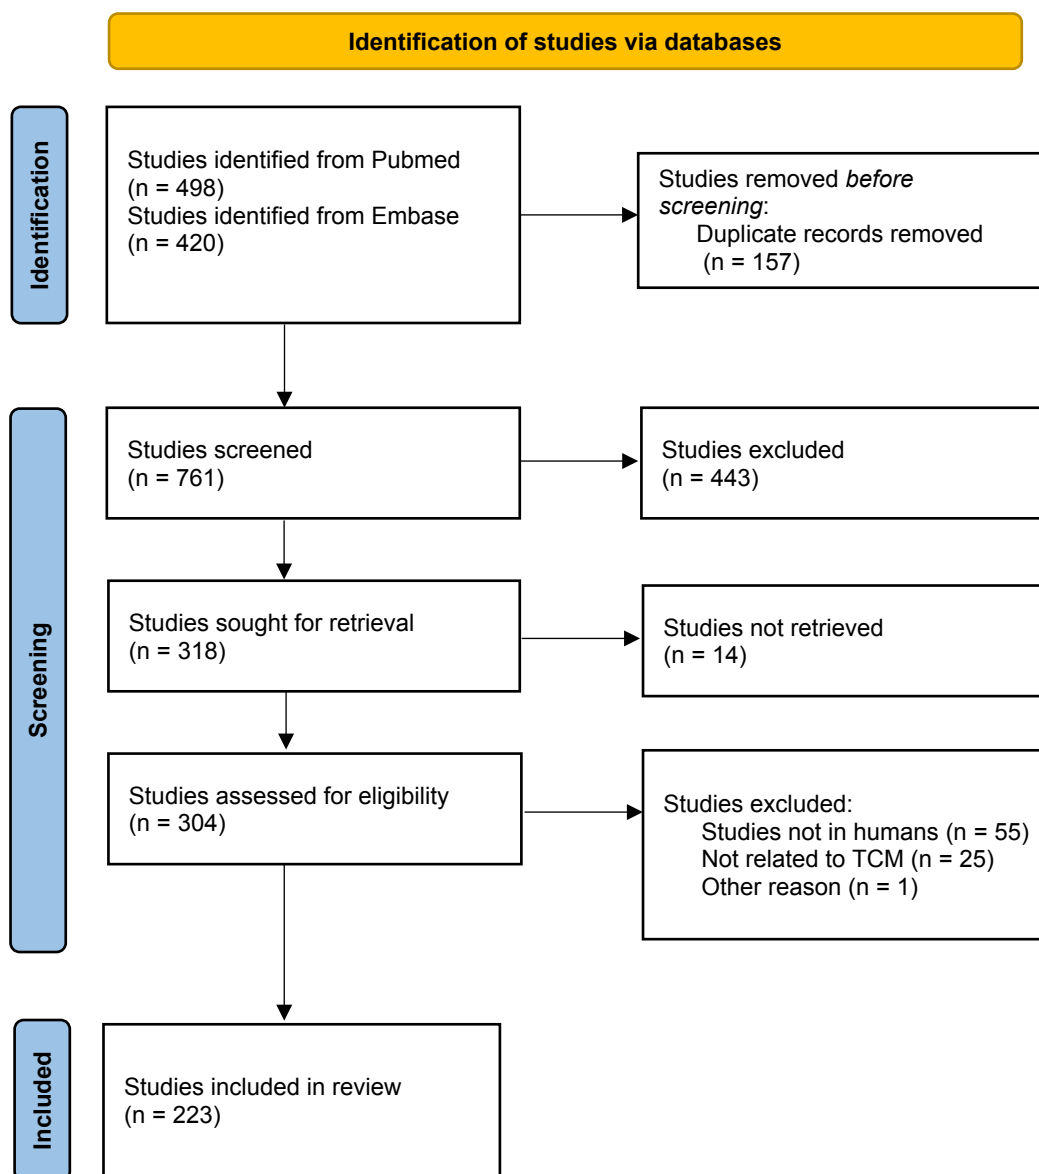 Identification of studies via databases
Identification
Studies identified from Pubmed
(n = 498)
Studies identified from Embase
(n = 420)
Studies removed before
screening:
Duplicate records removed
(n = 157)
Screening
Studies screened
(n = 761)
Studies excluded
(n = 443)
Studies sought for retrieval
(n = 318)
Studies not retrieved
(n = 14)
Studies assessed for eligibility
(n = 304)
Studies excluded:
Studies not in humans (n = 55)
Not related to TCM (n = 25)
Other reason (n = 1)
Included
Studies included in review
(n = 223)